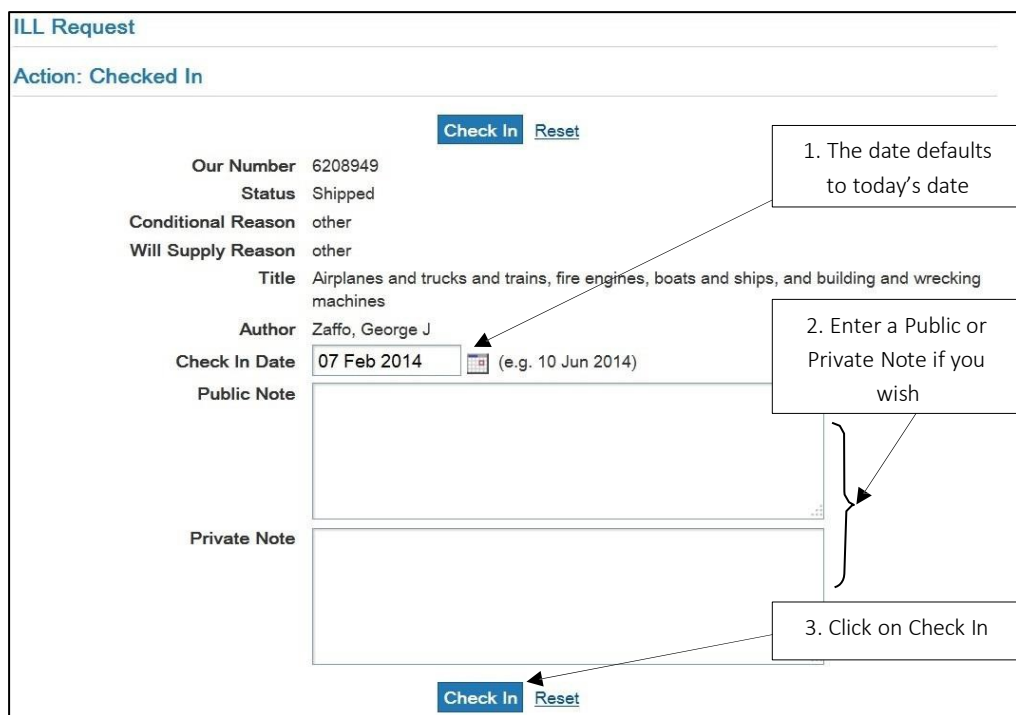 ILL Request
Action: Checked In
Check In Reset
1. The date defaults
to today’s date
Our Number 6208949
Status Shipped
Conditional Reason other
Will Supply Reason other
Title Airplanes and trucks and trains, fire engines, boats and ships, and building and wrecking
machines
Author Zaffo, George J
2. Enter a Public or
Private Note if you
wish
Check In Date 07 Feb 2014 (e.g. 10 Jun 2014)
Public Note
Private Note
3. Click on Check In
Check In Reset